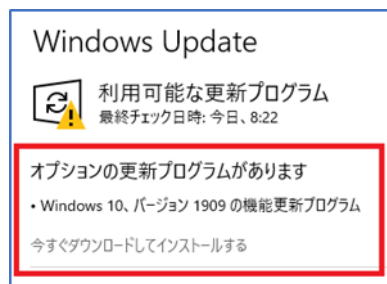 Windows Update
利用可能な更新プログラム
最終チェック日時: 今日、8:22
オプションの更新プログラムがあります
• Windows 10、バージョン 1909 の機能更新プログラム
今すぐダウンロードしてインストールする